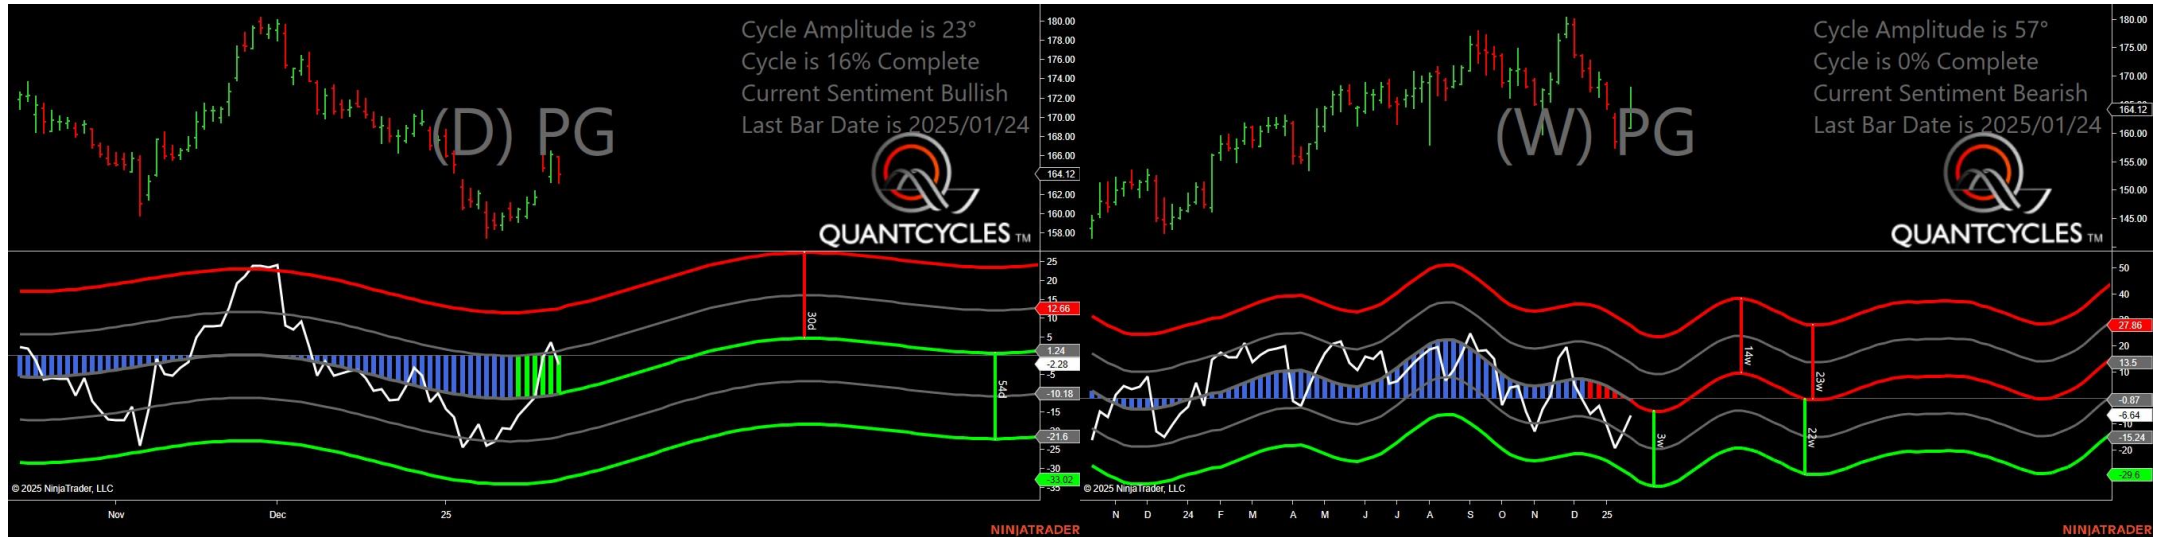 Cycle Amplitude is 23°
Cycle is 16% Complete
Current Sentiment Bullish
Last Bar Date is 2025/01/24
(D) PG
QUANTCYCLES TM
180.00
178.00
176.00
174.00
172.00
170.00
168.00
166.00
164.12
162.00
160.00
158.00
25
20
15
12.66
10
5
1.24
-2.28
-5
-10.18
-15
-21.6
-25
-30
-33.02
-35
30d
54d
© 2025 NinjaTrader, LLC
Nov Dec 25
NINJATRADER
Cycle Amplitude is 57°
Cycle is 0% Complete
Current Sentiment Bearish
Last Bar Date is 2025/01/24
(W) PG
QUANTCYCLES TM
180.00
175.00
170.00
164.12
160.00
155.00
150.00
145.00
50
40
27.86
20
13.5
10
-0.87
-6.64
-10
-15.24
-20
-29.6
14w
23w
3w
22w
© 2025 NinjaTrader, LLC
N D 24 F M A M J J A S O N D 25
NINJATRADER